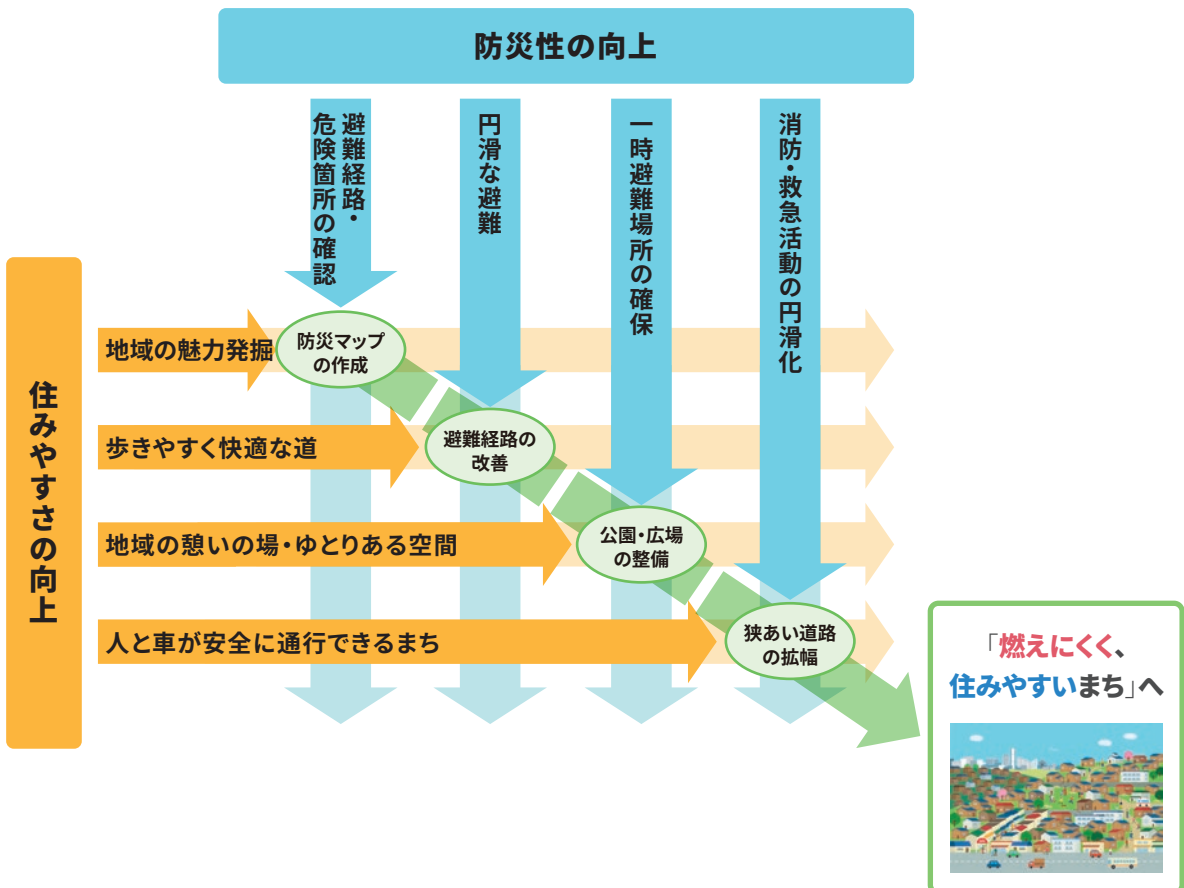 防災性の向上
避難経路・
危険箇所の確認
円滑な避難
一時避難場所の確保
消防・救急活動の円滑化
住みやすさの向上
地域の魅力発掘
防災マップ
の作成
歩きやすく快適な道
避難経路の
改善
地域の憩いの場・ゆとりある空間
公園・広場
の整備
人と車が安全に通行できるまち
狭あい道路
の拡幅
「燃えにくく、
住みやすいまち」へ